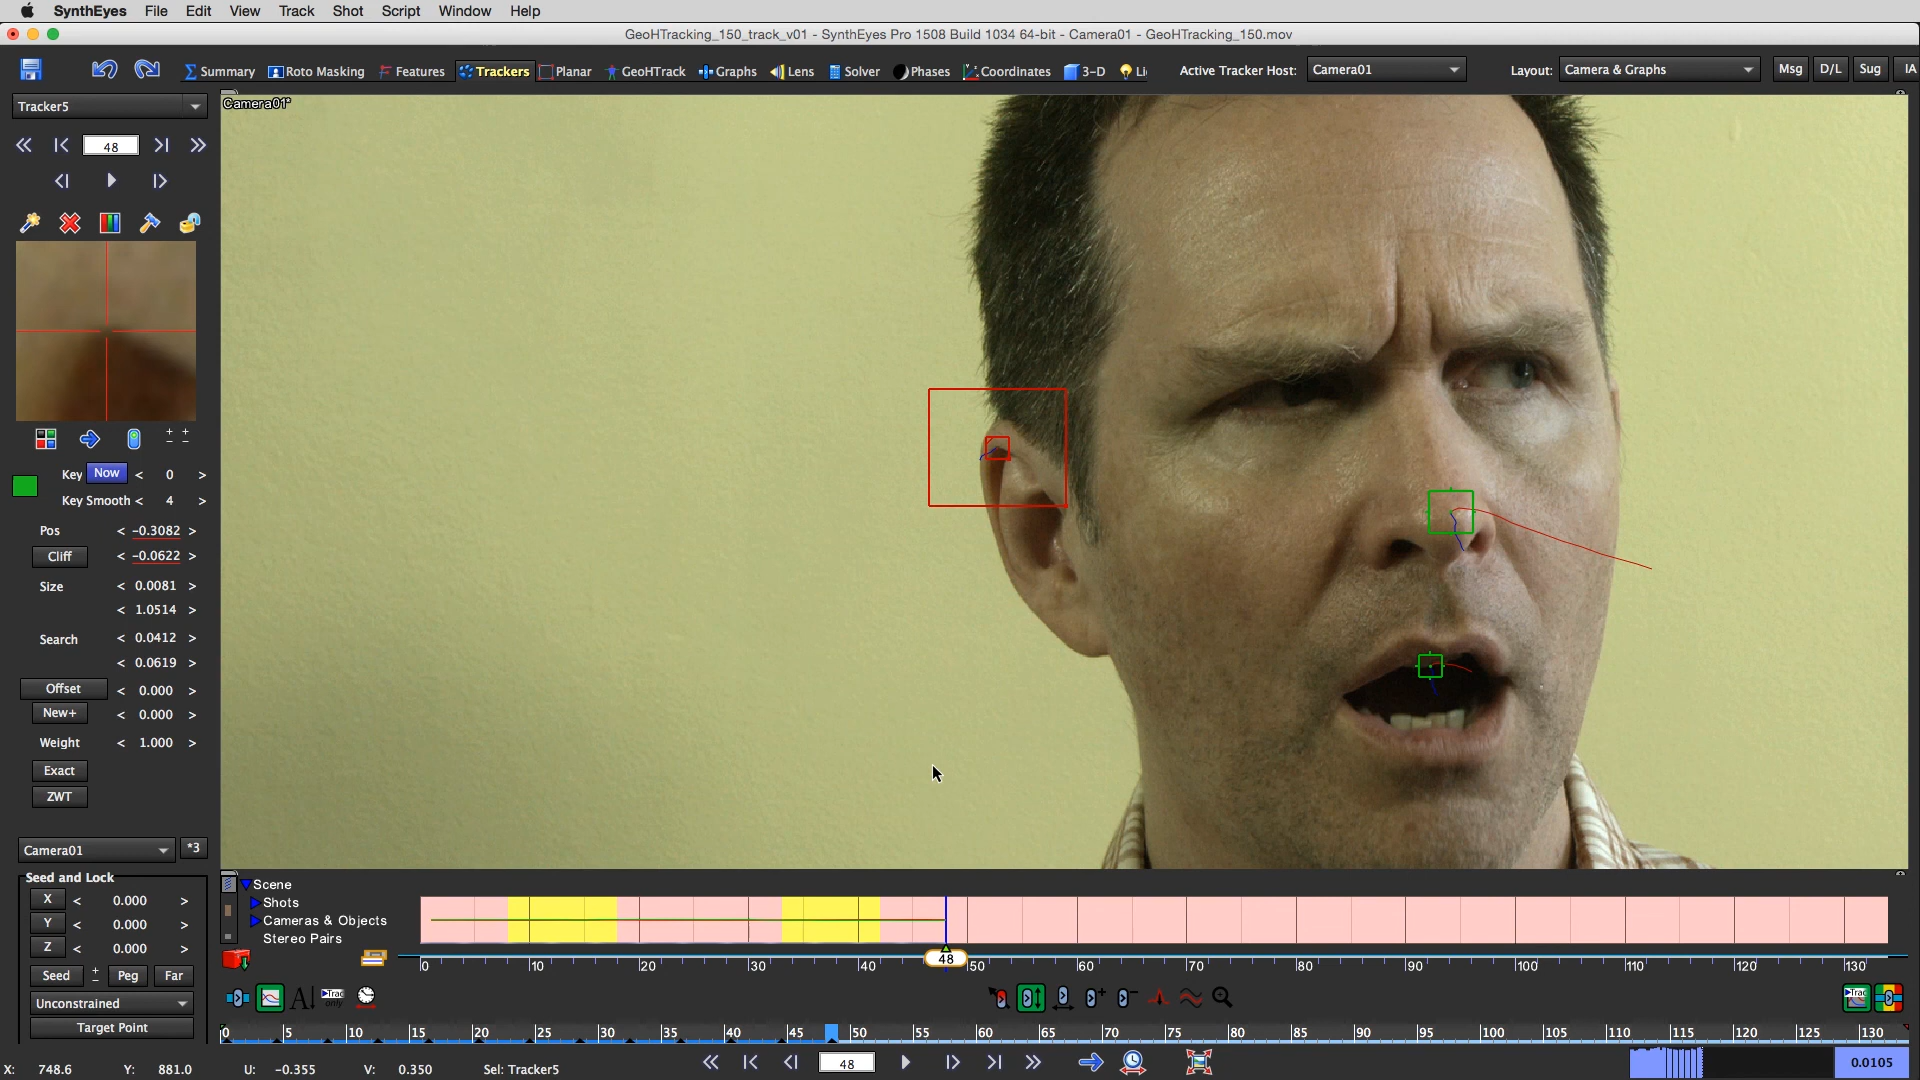 SynthEyes File Edit View Track Shot Script Window Help
GeoHTracking_150_track_v01 - SynthEyes Pro 1508 Build 1034 64-bit - Camera01 - GeoHTracking_150.mov
Summary Roto Masking Features Trackers Planar GeoHTrack Graphs Lens Solver Phases Coordinates 3-D Li Active Tracker Host: Camera01 Layout: Camera & Graphs Msg D/L Sug IA
Tracker5
Camera01*
48
Key Now < 0 >
Key Smooth < 4 >
Pos < -0.3082 >
Cliff < -0.0622 >
Size < 0.0081 >
< 1.0514 >
Search < 0.0412 >
< 0.0619 >
Offset < 0.000 >
New+ < 0.000 >
Weight < 1.000 >
Exact
ZWT
Camera01 *3
Seed and Lock
X < 0.000 >
Y < 0.000 >
Z < 0.000 >
Seed Peg Far
Unconstrained
Target Point
Scene
Shots
Cameras & Objects
Stereo Pairs
0 10 20 30 40 48 50 60 70 80 90 100 110 120 130
0 5 10 15 20 25 30 35 40 45 50 55 60 65 70 75 80 85 90 95 100 105 110 115 120 125 130
X: 748.6 Y: 881.0 U: -0.355 V: 0.350 Sel: Tracker5 48 0.0105